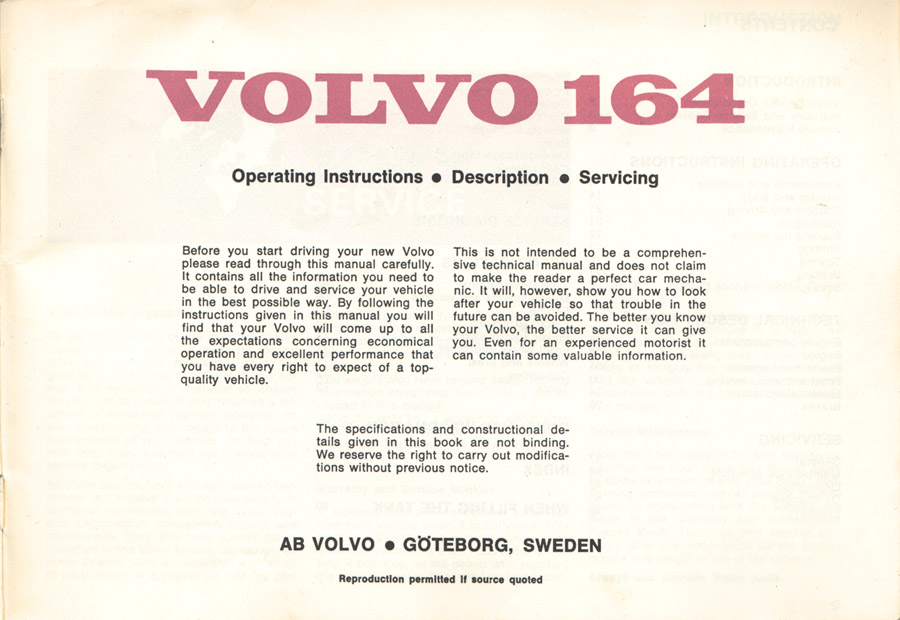 VOLVO 164
Operating Instructions ● Description ● Servicing
Before you start driving your new Volvo
please read through this manual carefully.
It contains all the information you need to
be able to drive and service your vehicle
in the best possible way. By following the
instructions given in this manual you will
find that your Volvo will come up to all
the expectations concerning economical
operation and excellent performance that
you have every right to expect of a top-
quality vehicle.
This is not intended to be a comprehen-
sive technical manual and does not claim
to make the reader a perfect car mecha-
nic. It will, however, show you how to look
after your vehicle so that trouble in the
future can be avoided. The better you know
your Volvo, the better service it can give
you. Even for an experienced motorist it
can contain some valuable information.
The specifications and constructional de-
tails given in this book are not binding.
We reserve the right to carry out modifica-
tions without previous notice.
AB VOLVO ● GÖTEBORG, SWEDEN
Reproduction permitted if source quoted